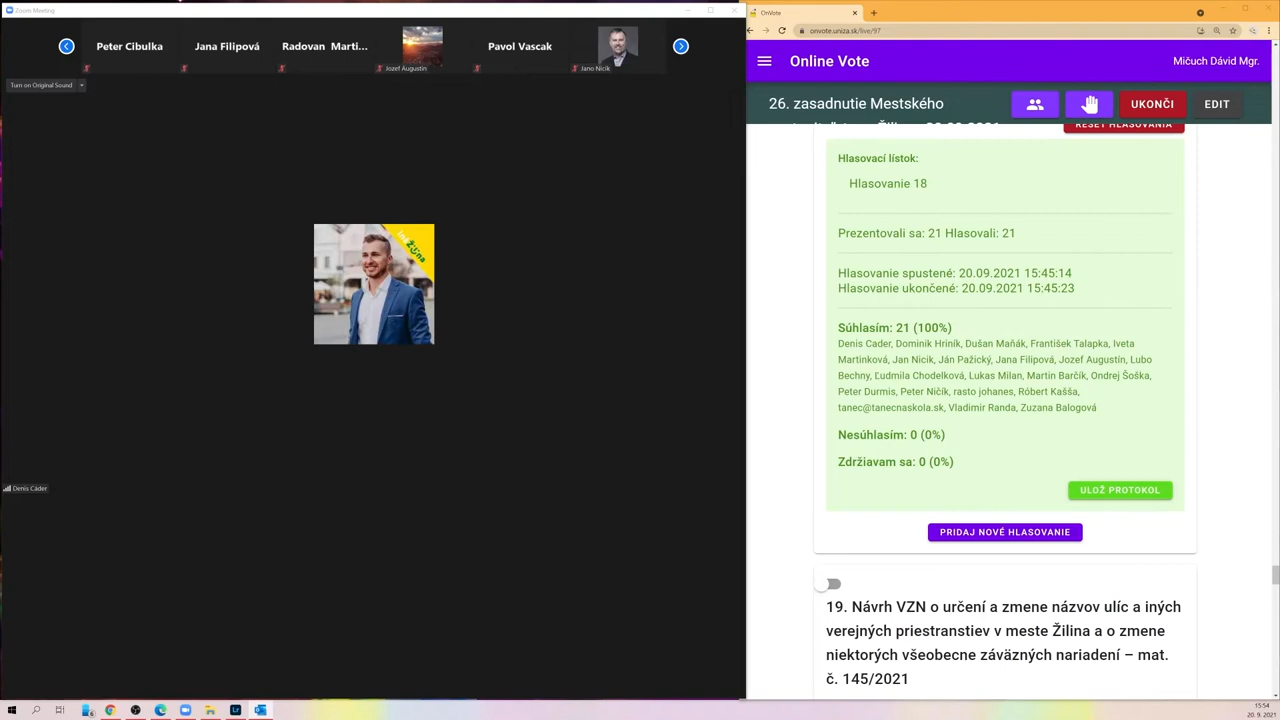 Zoom Meeting
Peter Cibulka
Jana Filipová
Radovan Marti...
Jozef Augustin
Pavol Vascak
Jano Nicik
Turn on Original Sound
Denis Cáder
OnVote
onvote.uniza.sk/live/97
Online Vote
Mičuch Dávid Mgr.
26. zasadnutie Mestského
UKONČI
EDIT
RESET HLASOVANIA
Hlasovací lístok:
Hlasovanie 18
Prezentovali sa: 21 Hlasovali: 21
Hlasovanie spustené: 20.09.2021 15:45:14
Hlasovanie ukončené: 20.09.2021 15:45:23
Súhlasím: 21 (100%)
Denis Cader, Dominik Hriník, Dušan Maňák, František Talapka, Iveta
Martinková, Jan Nicik, Ján Pažický, Jana Filipová, Jozef Augustín, Lubo
Bechny, Ľudmila Chodelková, Lukas Milan, Martin Barčík, Ondrej Šoška,
Peter Durmis, Peter Ničík, rasto johanes, Róbert Kašša,
tanec@tanecnaskola.sk, Vladimir Randa, Zuzana Balogová
Nesúhlasím: 0 (0%)
Zdržiavam sa: 0 (0%)
ULOŽ PROTOKOL
PRIDAJ NOVÉ HLASOVANIE
19. Návrh VZN o určení a zmene názvov ulíc a iných
verejných priestranstiev v meste Žilina a o zmene
niektorých všeobecne záväzných nariadení – mat.
č. 145/2021
15:54
20. 9. 2021